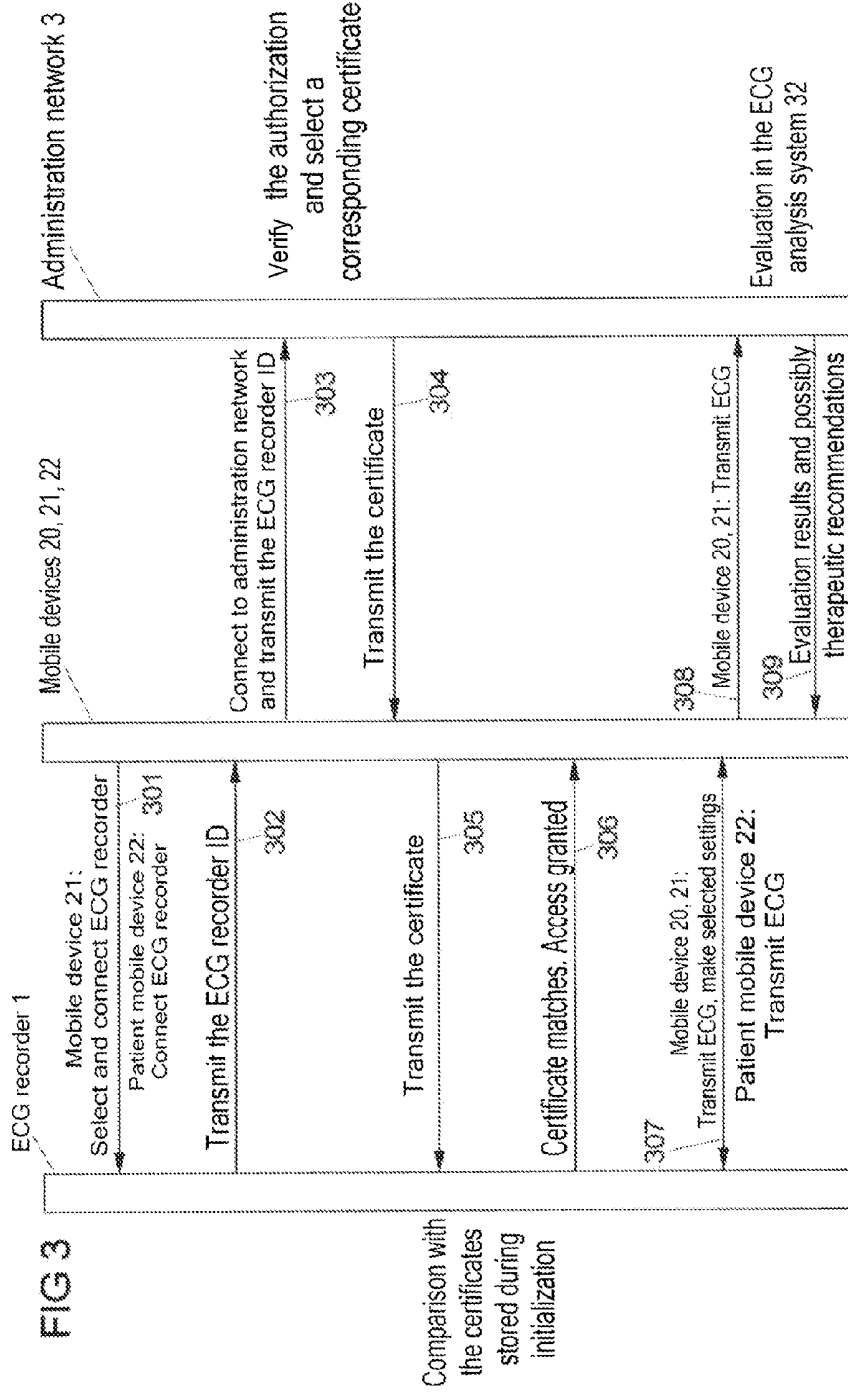 FIG 3
ECG recorder 1
Mobile devices 20, 21, 22
Administration network 3
Mobile device 21:
Select and connect ECG recorder
301
Patient mobile device 22:
Connect ECG recorder
Transmit the ECG recorder ID
302
Connect to administration network
and transmit the ECG recorder ID
303
Verify the authorization
and select a
corresponding certificate
Transmit the certificate
304
Transmit the certificate
305
Comparison with
the certificates
stored during
initialization
Certificate matches. Access granted
306
307
Mobile device 20, 21:
Transmit ECG, make selected settings
Patient mobile device 22:
Transmit ECG
308
Mobile device 20, 21: Transmit ECG
Evaluation in the ECG
analysis system 32
309
Evaluation results and possibly
therapeutic recommendations